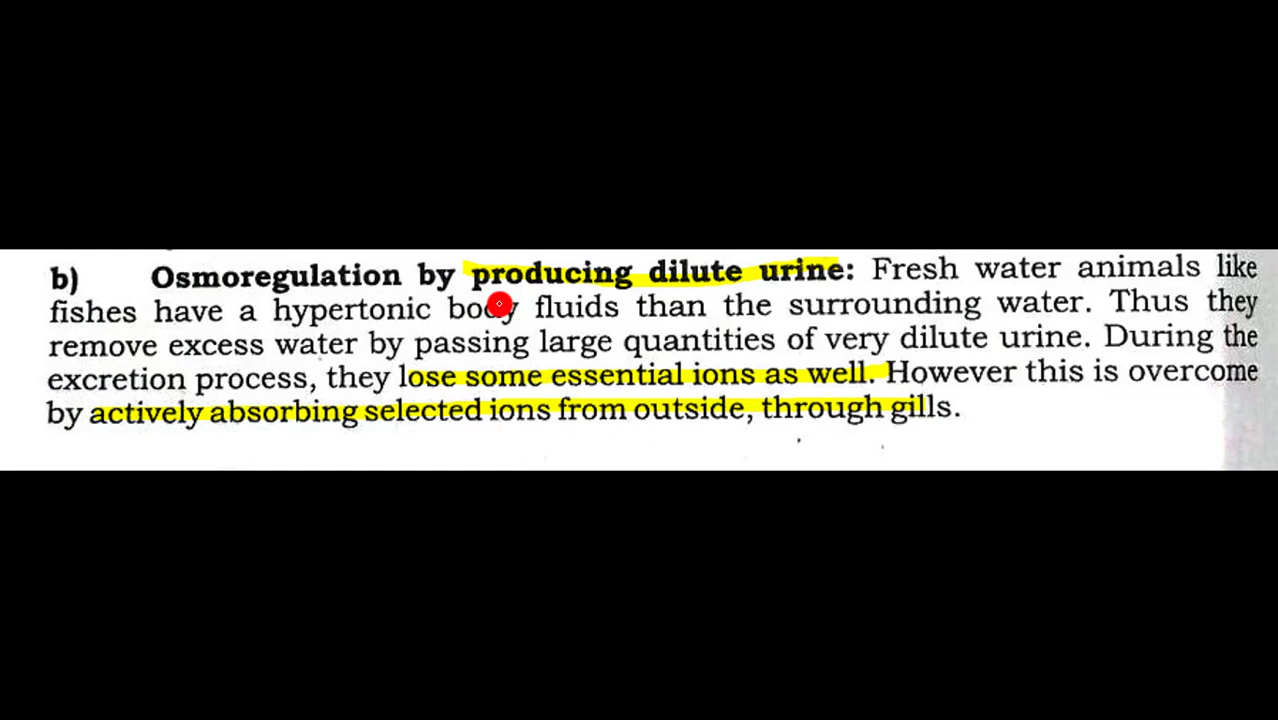 b) Osmoregulation by producing dilute urine: Fresh water animals like
fishes have a hypertonic body fluids than the surrounding water. Thus they
remove excess water by passing large quantities of very dilute urine. During the
excretion process, they lose some essential ions as well. However this is overcome
by actively absorbing selected ions from outside, through gills.